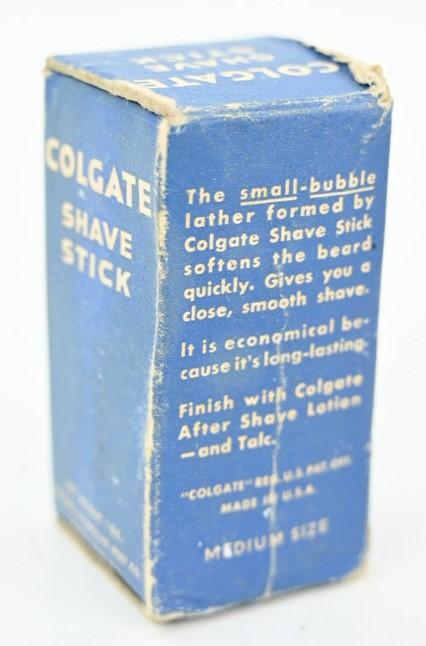 COLGATE
SHAVE
STICK
COLGATE
SHAVE
STICK
The small-bubble
lather formed by
Colgate Shave Stick
softens the beard
quickly. Gives you a
close, smooth shave.
It is economical be-
cause it's long-lasting.
Finish with Colgate
After Shave Lotion
—and Talc.
"COLGATE" REG. U.S. PAT. OFF.
MADE IN U.S.A.
MEDIUM SIZE